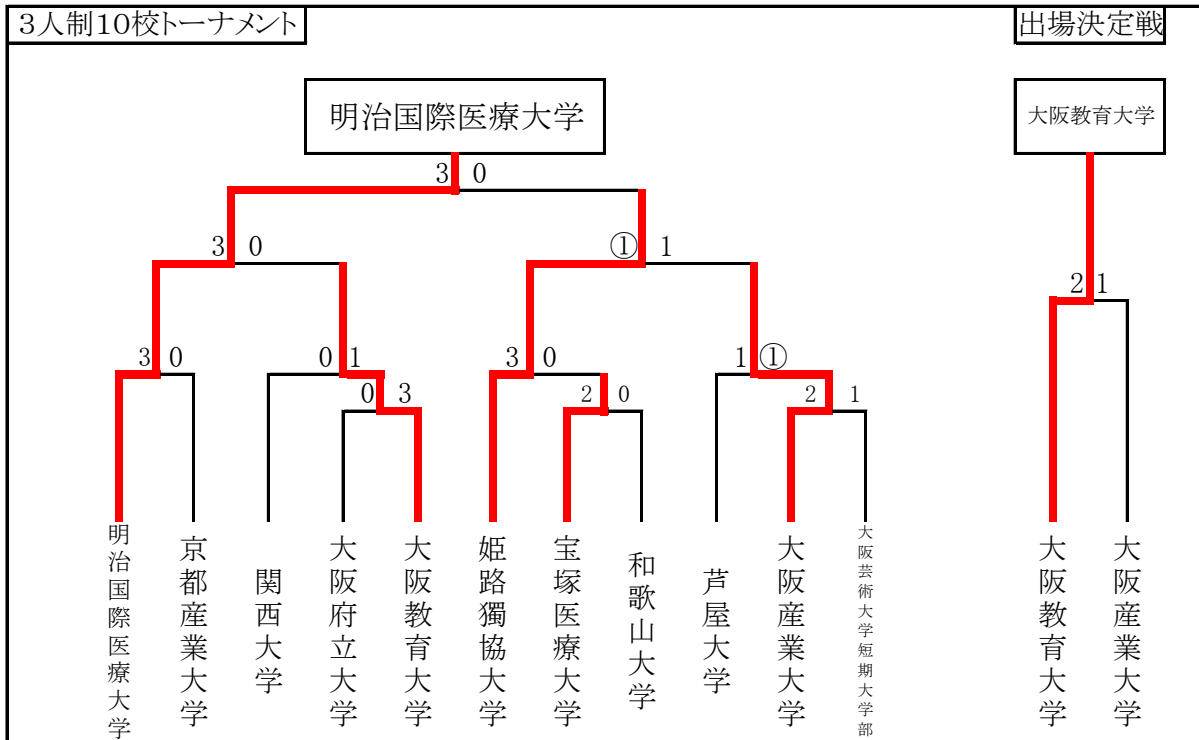 3人制10校トーナメント
出場決定戦
明治国際医療大学
大阪教育大学
3 0
3 0
① 1
2 1
3 0
0 1
3 0
1 ①
0 3
2 0
2 1
明治国際医療大学
京都産業大学
関西大学
大阪府立大学
大阪教育大学
姫路獨協大学
宝塚医療大学
和歌山大学
芦屋大学
大阪産業大学
大阪芸術大学短期大学部
大阪教育大学
大阪産業大学